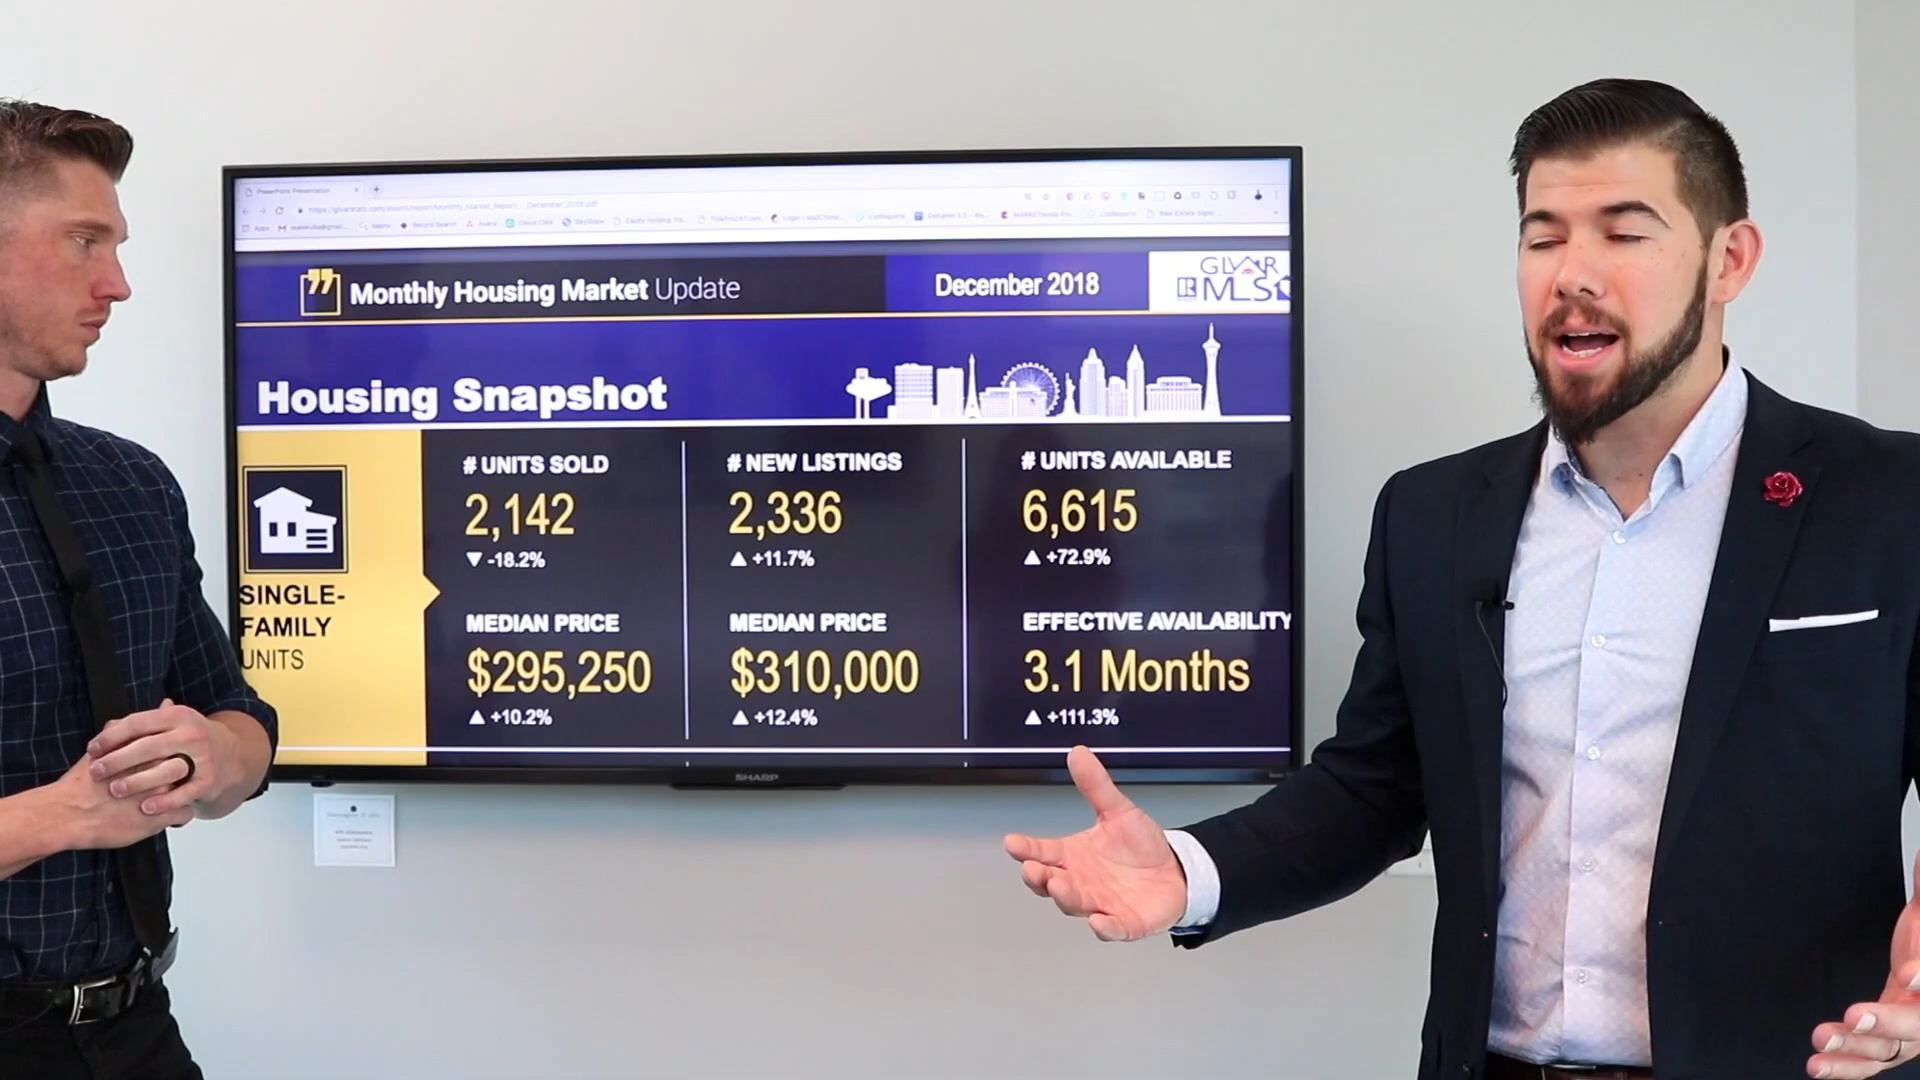 PowerPoint Presentation
Monthly Housing Market Update
December 2018
GLVAR
MLS
Housing Snapshot
SINGLE-
FAMILY
UNITS
# UNITS SOLD
2,142
▼ -18.2%
MEDIAN PRICE
$295,250
▲ +10.2%
# NEW LISTINGS
2,336
▲ +11.7%
MEDIAN PRICE
$310,000
▲ +12.4%
# UNITS AVAILABLE
6,615
▲ +72.9%
EFFECTIVE AVAILABILITY
3.1 Months
▲ +111.3%
SHARP